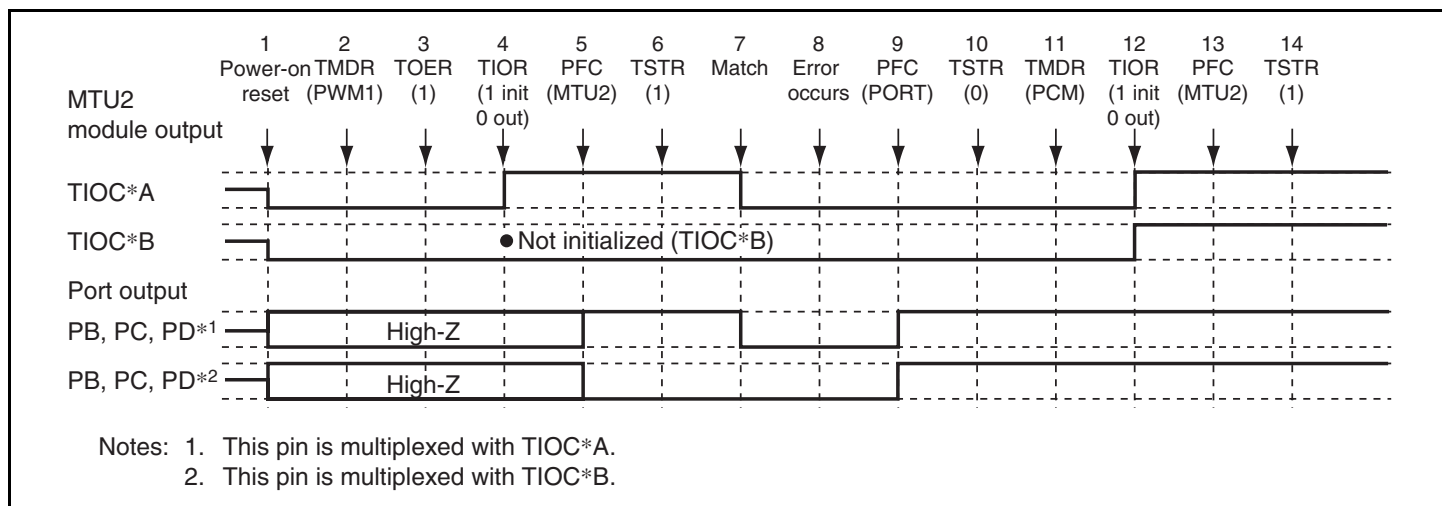 1 2 3 4 5 6 7 8 9 10 11 12 13 14
Power-on TMDR TOER TIOR PFC TSTR Match Error PFC TSTR TMDR TIOR PFC TSTR
reset (PWM1) (1) (1 init (MTU2) (1) occurs (PORT) (0) (PCM) (1 init (MTU2) (1)
0 out) 0 out)
MTU2
module output
TIOC*A
TIOC*B
● Not initialized (TIOC*B)
Port output
PB, PC, PD*1
High-Z
PB, PC, PD*2
High-Z
Notes: 1. This pin is multiplexed with TIOC*A.
2. This pin is multiplexed with TIOC*B.